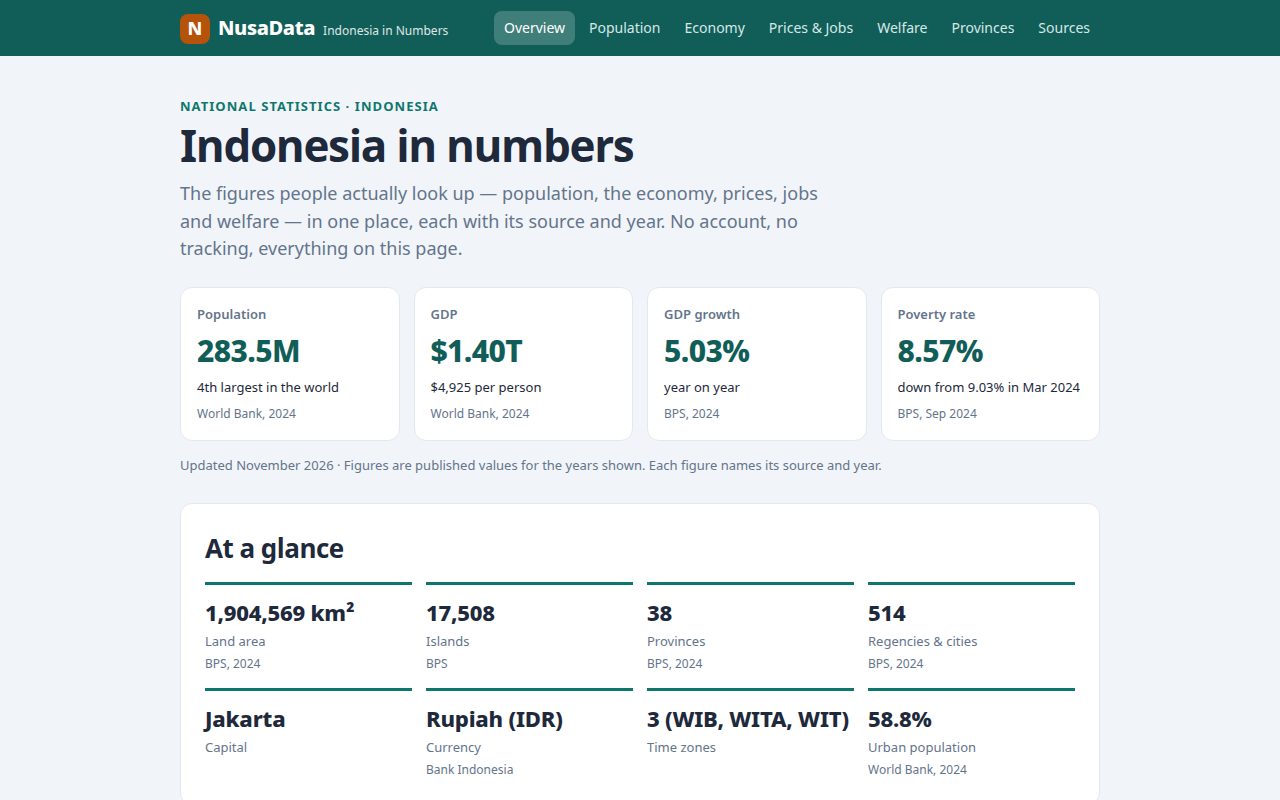 N NusaData Indonesia in Numbers Overview Population Economy Prices & Jobs Welfare Provinces Sources
NATIONAL STATISTICS · INDONESIA
Indonesia in numbers
The figures people actually look up — population, the economy, prices, jobs
and welfare — in one place, each with its source and year. No account, no
tracking, everything on this page.
Population
283.5M
4th largest in the world
World Bank, 2024
GDP
$1.40T
$4,925 per person
World Bank, 2024
GDP growth
5.03%
year on year
BPS, 2024
Poverty rate
8.57%
down from 9.03% in Mar 2024
BPS, Sep 2024
Updated November 2026 · Figures are published values for the years shown. Each figure names its source and year.
At a glance
1,904,569 km²
Land area
BPS, 2024
17,508
Islands
BPS
38
Provinces
BPS, 2024
514
Regencies & cities
BPS, 2024
Jakarta
Capital
Rupiah (IDR)
Currency
Bank Indonesia
3 (WIB, WITA, WIT)
Time zones
58.8%
Urban population
World Bank, 2024